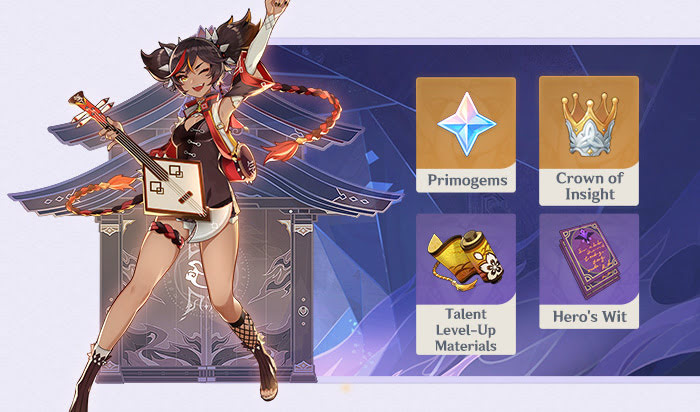 Primogems
Crown of
Insight
Talent
Level-Up
Materials
Hero's Wit